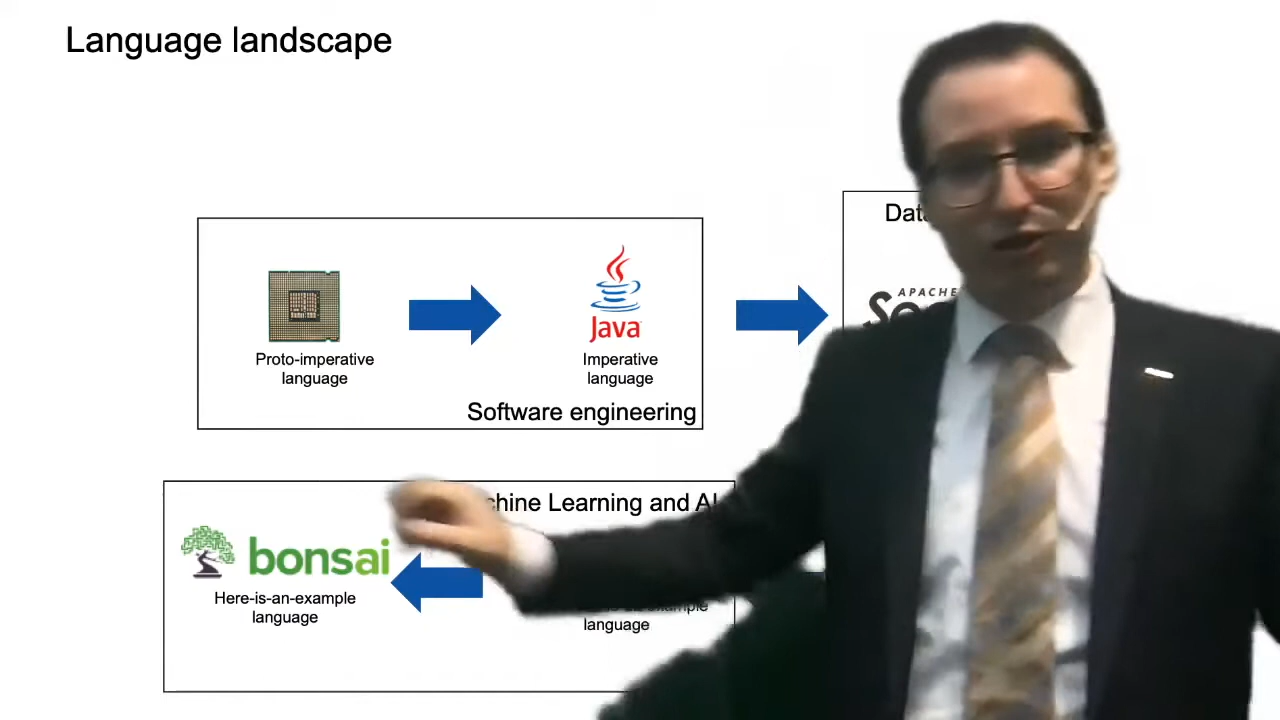 Language landscape
Data
APACHE
Java
Proto-imperative
language
Imperative
language
Software engineering
Learning and AI
bonsai
Here-is-an-example
language
example
language